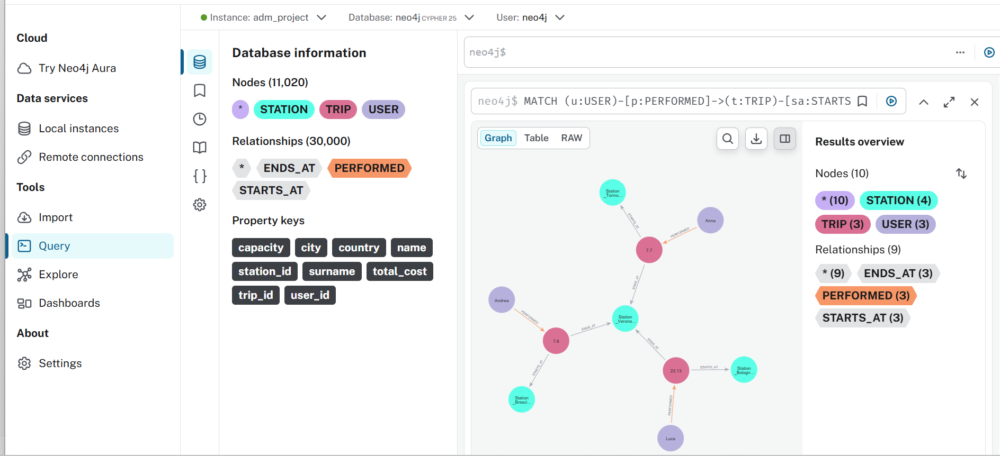 Instance: adm_project
Database: neo4j CYPHER 25
User: neo4j
Cloud
Try Neo4j Aura
Data services
Local instances
Remote connections
Tools
Import
Query
Explore
Dashboards
About
Settings
Database information
Nodes (11,020)
* STATION TRIP USER
Relationships (30,000)
* ENDS_AT PERFORMED
STARTS_AT
Property keys
capacity city country name
station_id surname total_cost
trip_id user_id
neo4j$
neo4j$ MATCH (u:USER)-[p:PERFORMED]->(t:TRIP)-[sa:STARTS
Graph Table RAW
Station
_Torino...
STARTS_AT
Anna
PERFORMED
7.7
ENDS_AT
Andrea
PERFORMED
Station
_Verona...
ENDS_AT
7.9
ENDS_AT
STARTS_AT
22.13
STARTS_AT
Station
_Bologn...
Station
_Bresci...
PERFORMED
Luca
Results overview
Nodes (10)
* (10) STATION (4)
TRIP (3) USER (3)
Relationships (9)
* (9) ENDS_AT (3)
PERFORMED (3)
STARTS_AT (3)